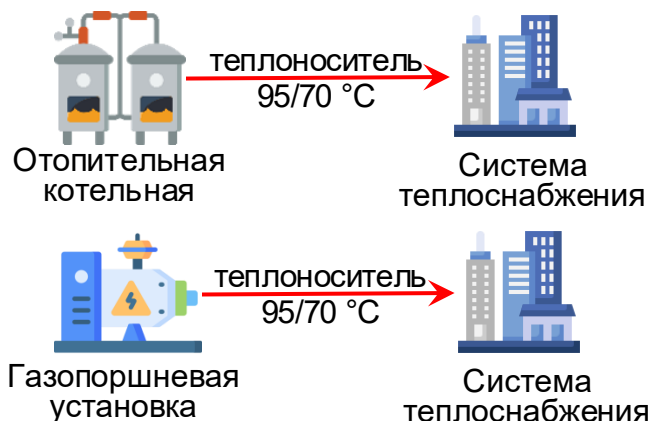 теплоноситель
95/70 °C
Отопительная
котельная
Система
теплоснабжения
теплоноситель
95/70 °C
Газопоршневая
установка
Система
теплоснабжения